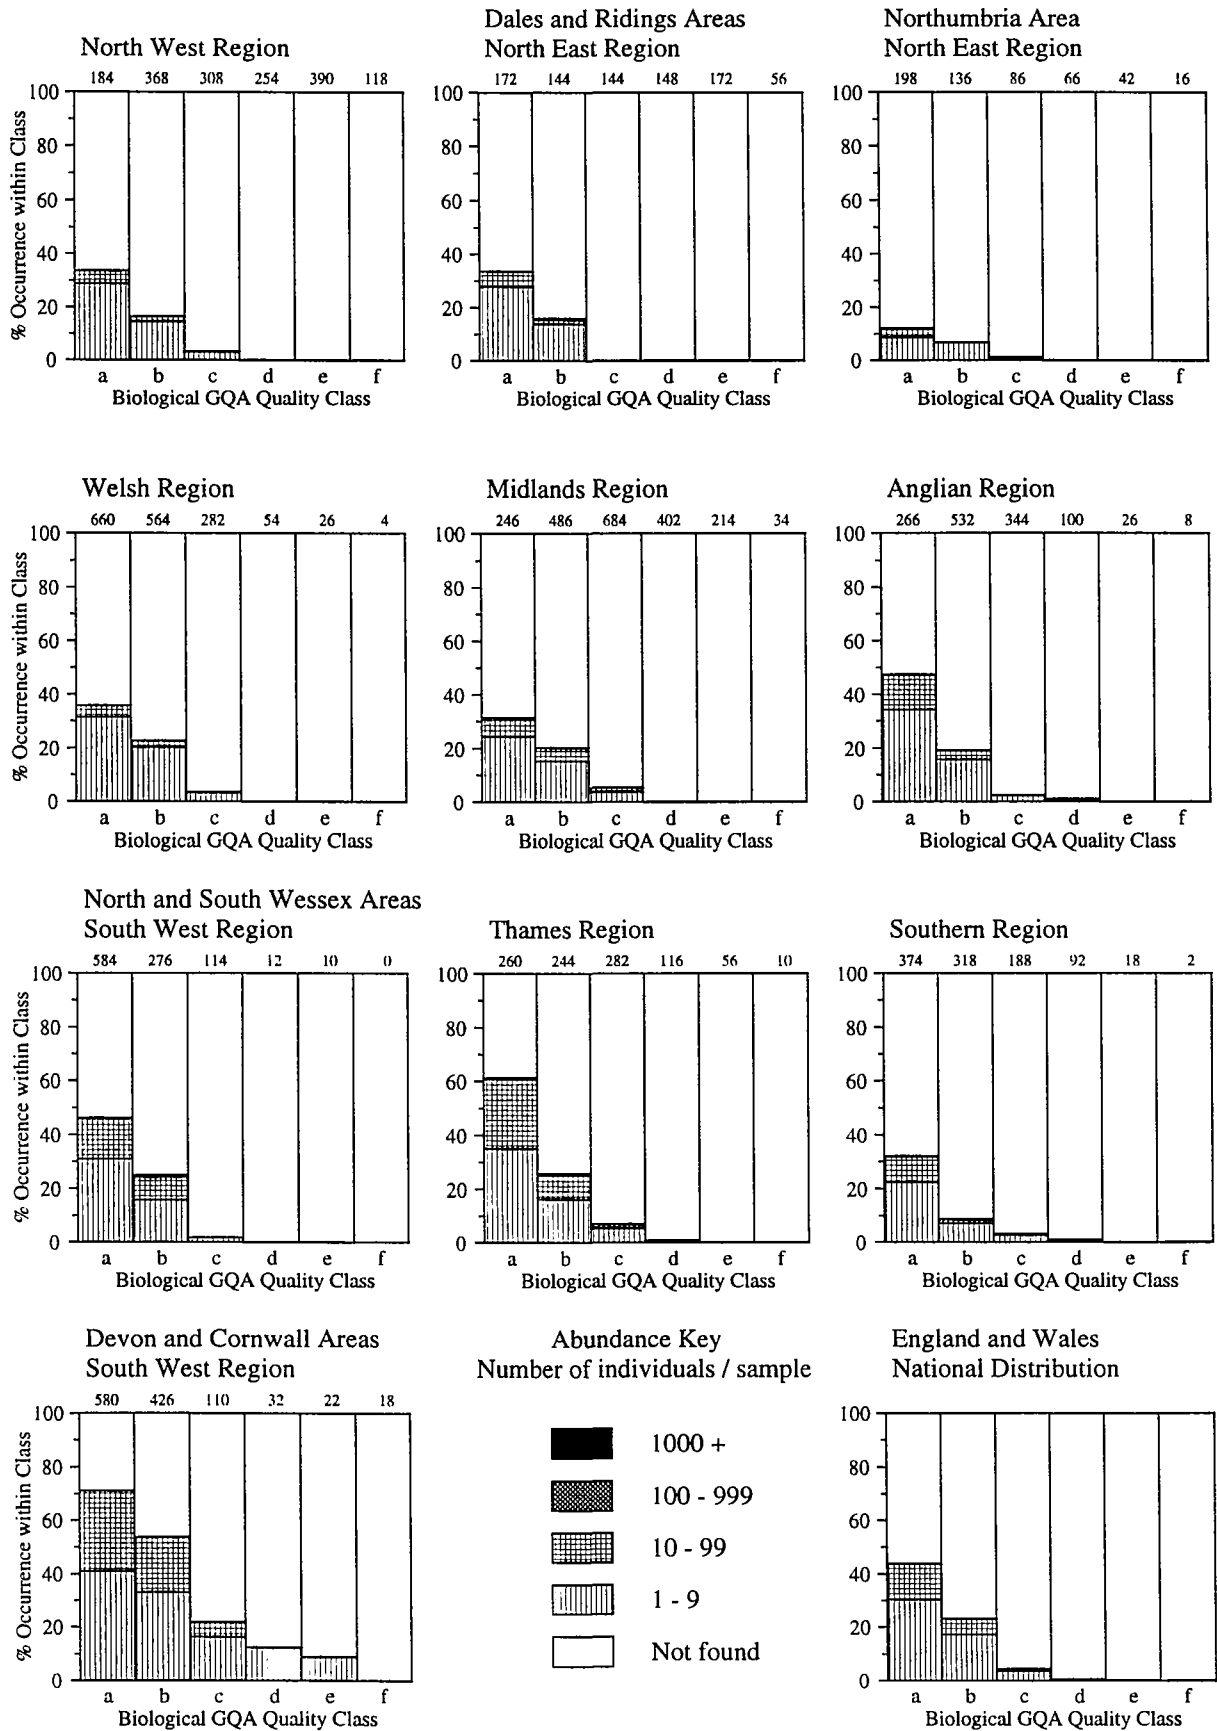 North West Region
184 368 308 254 390 118
100
80
60
40
20
0
% Occurrence within Class
a b c d e f
Biological GQA Quality Class
Dales and Ridings Areas
North East Region
172 144 144 148 172 56
100
80
60
40
20
0
a b c d e f
Biological GQA Quality Class
Northumbria Area
North East Region
198 136 86 66 42 16
100
80
60
40
20
0
a b c d e f
Biological GQA Quality Class
Welsh Region
660 564 282 54 26 4
100
80
60
40
20
0
% Occurrence within Class
a b c d e f
Biological GQA Quality Class
Midlands Region
246 486 684 402 214 34
100
80
60
40
20
0
a b c d e f
Biological GQA Quality Class
Anglian Region
266 532 344 100 26 8
100
80
60
40
20
0
a b c d e f
Biological GQA Quality Class
North and South Wessex Areas
South West Region
584 276 114 12 10 0
100
80
60
40
20
0
% Occurrence within Class
a b c d e f
Biological GQA Quality Class
Thames Region
260 244 282 116 56 10
100
80
60
40
20
0
a b c d e f
Biological GQA Quality Class
Southern Region
374 318 188 92 18 2
100
80
60
40
20
0
a b c d e f
Biological GQA Quality Class
Devon and Cornwall Areas
South West Region
580 426 110 32 22 18
100
80
60
40
20
0
% Occurrence within Class
a b c d e f
Biological GQA Quality Class
Abundance Key
Number of individuals / sample
1000 +
100 - 999
10 - 99
1 - 9
Not found
England and Wales
National Distribution
100
80
60
40
20
0
a b c d e f
Biological GQA Quality Class